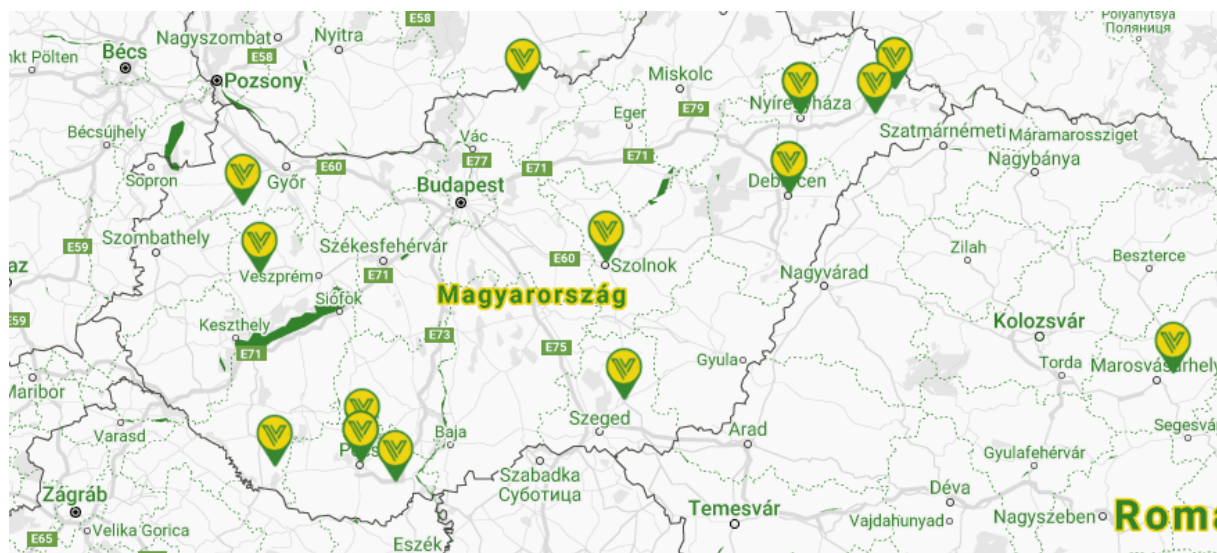 E58
Polyanytsya
Поляниця
Nagyszombat
Nyitra
Bécs
nkt Pölten
E58
Pozsony
Miskolc
E79
Nyíregyháza
Eger
Bécsújhely
Vác
Szatmárnémeti
Máramarossziget
Sopron
Győr
E60
E77
E71
E71
Nagybánya
Budapest
Debrecen
Szombathely
E59
Székesfehérvár
Zilah
Beszterce
az
E71
E60
Szolnok
Veszprém
Nagyvárad
Siófok
Magyarország
E59
Keszthely
E73
Kolozsvár
E71
E75
Gyula
Torda
Marosvásárhely
Maribor
Varasd
Szeged
Baja
Arad
Segesvár
Pécs
Gyulafehérvár
Szabadka
Суботица
Zágráb
Déva
Temesvár
Vajdahunyad
Nagyszeben
Roma
Velika Gorica
E65
Eszék